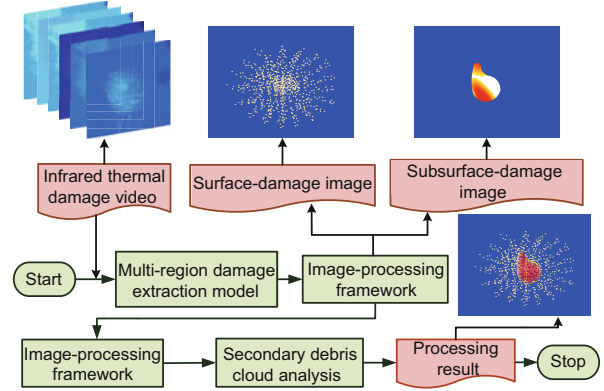 Infrared thermal
damage video
Surface-damage image
Subsurface-damage
image
Start
Multi-region damage
extraction model
Image-processing
framework
Image-processing
framework
Secondary debris
cloud analysis
Processing
result
Stop